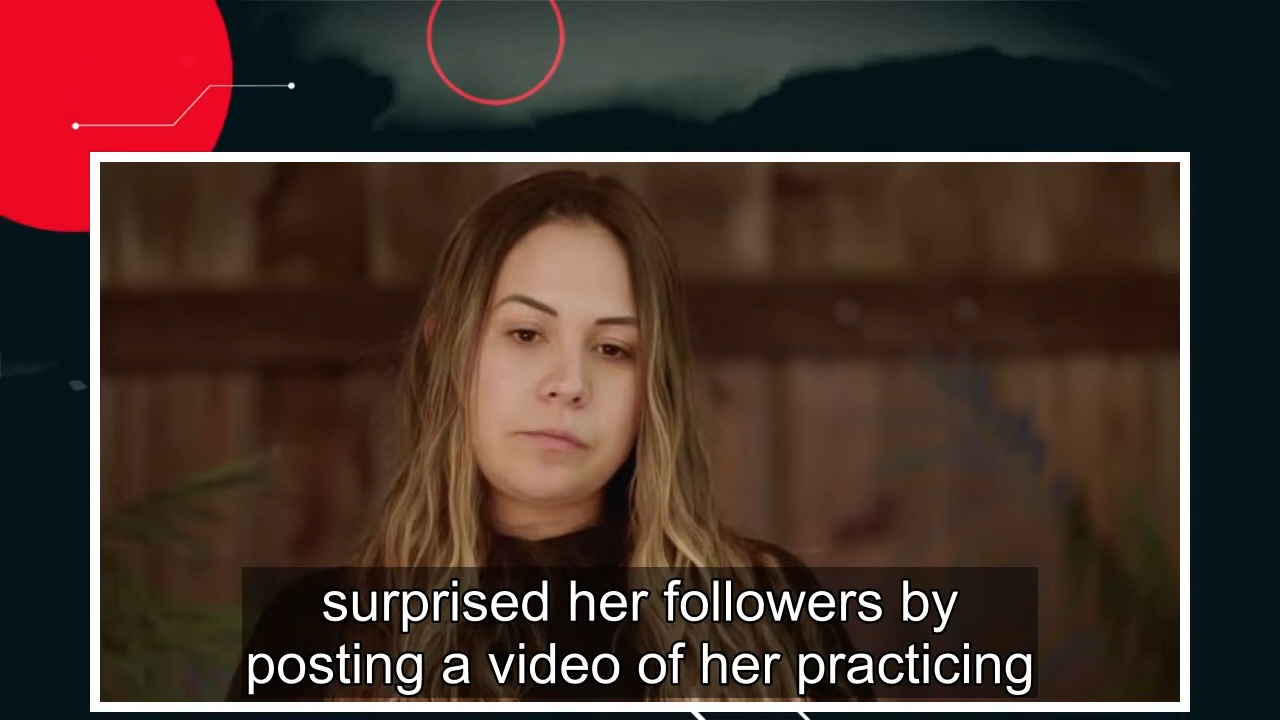 surprised her followers by
posting a video of her practicing